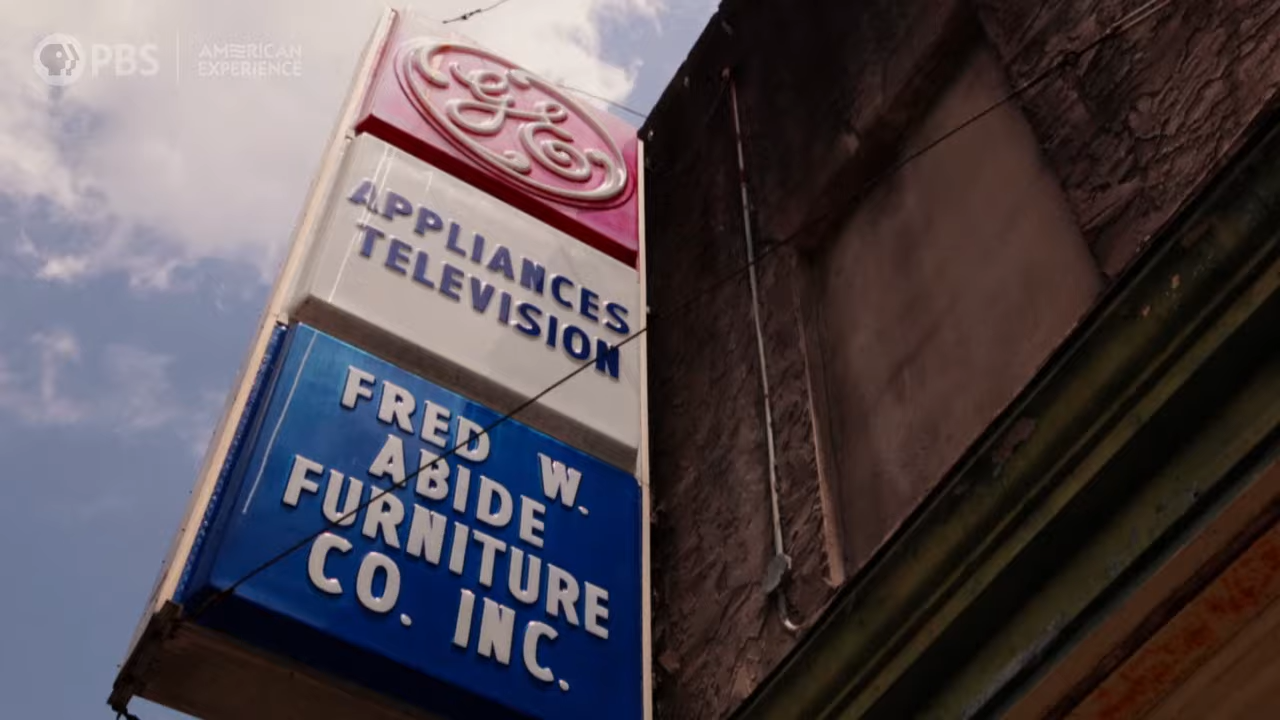 PBS
AMERICAN
EXPERIENCE
GE
APPLIANCES
TELEVISION
FRED W.
ABIDE
FURNITURE
CO. INC.